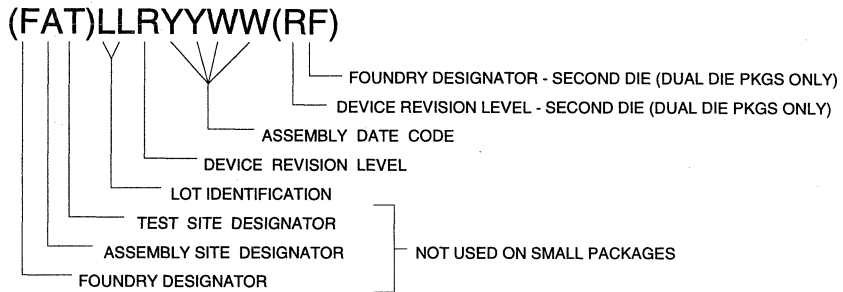 (FAT)LLRYYWW(RF)
FOUNDRY DESIGNATOR - SECOND DIE (DUAL DIE PKGS ONLY)
DEVICE REVISION LEVEL - SECOND DIE (DUAL DIE PKGS ONLY)
ASSEMBLY DATE CODE
DEVICE REVISION LEVEL
LOT IDENTIFICATION
TEST SITE DESIGNATOR
ASSEMBLY SITE DESIGNATOR
NOT USED ON SMALL PACKAGES
FOUNDRY DESIGNATOR